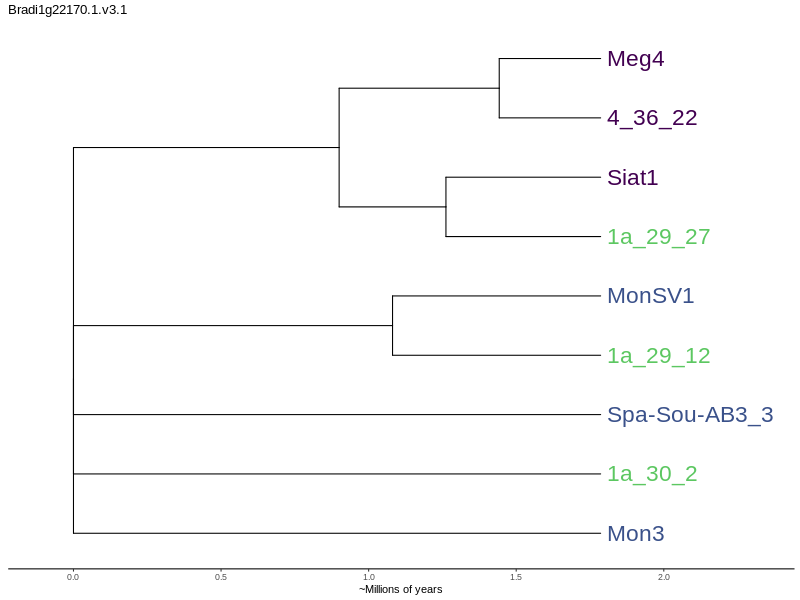 Bradi1g22170.1.v3.1
Meg4
4_36_22
Siat1
1a_29_27
MonSV1
1a_29_12
Spa-Sou-AB3_3
1a_30_2
Mon3
0.0 0.5 1.0 1.5 2.0
~Millions of years